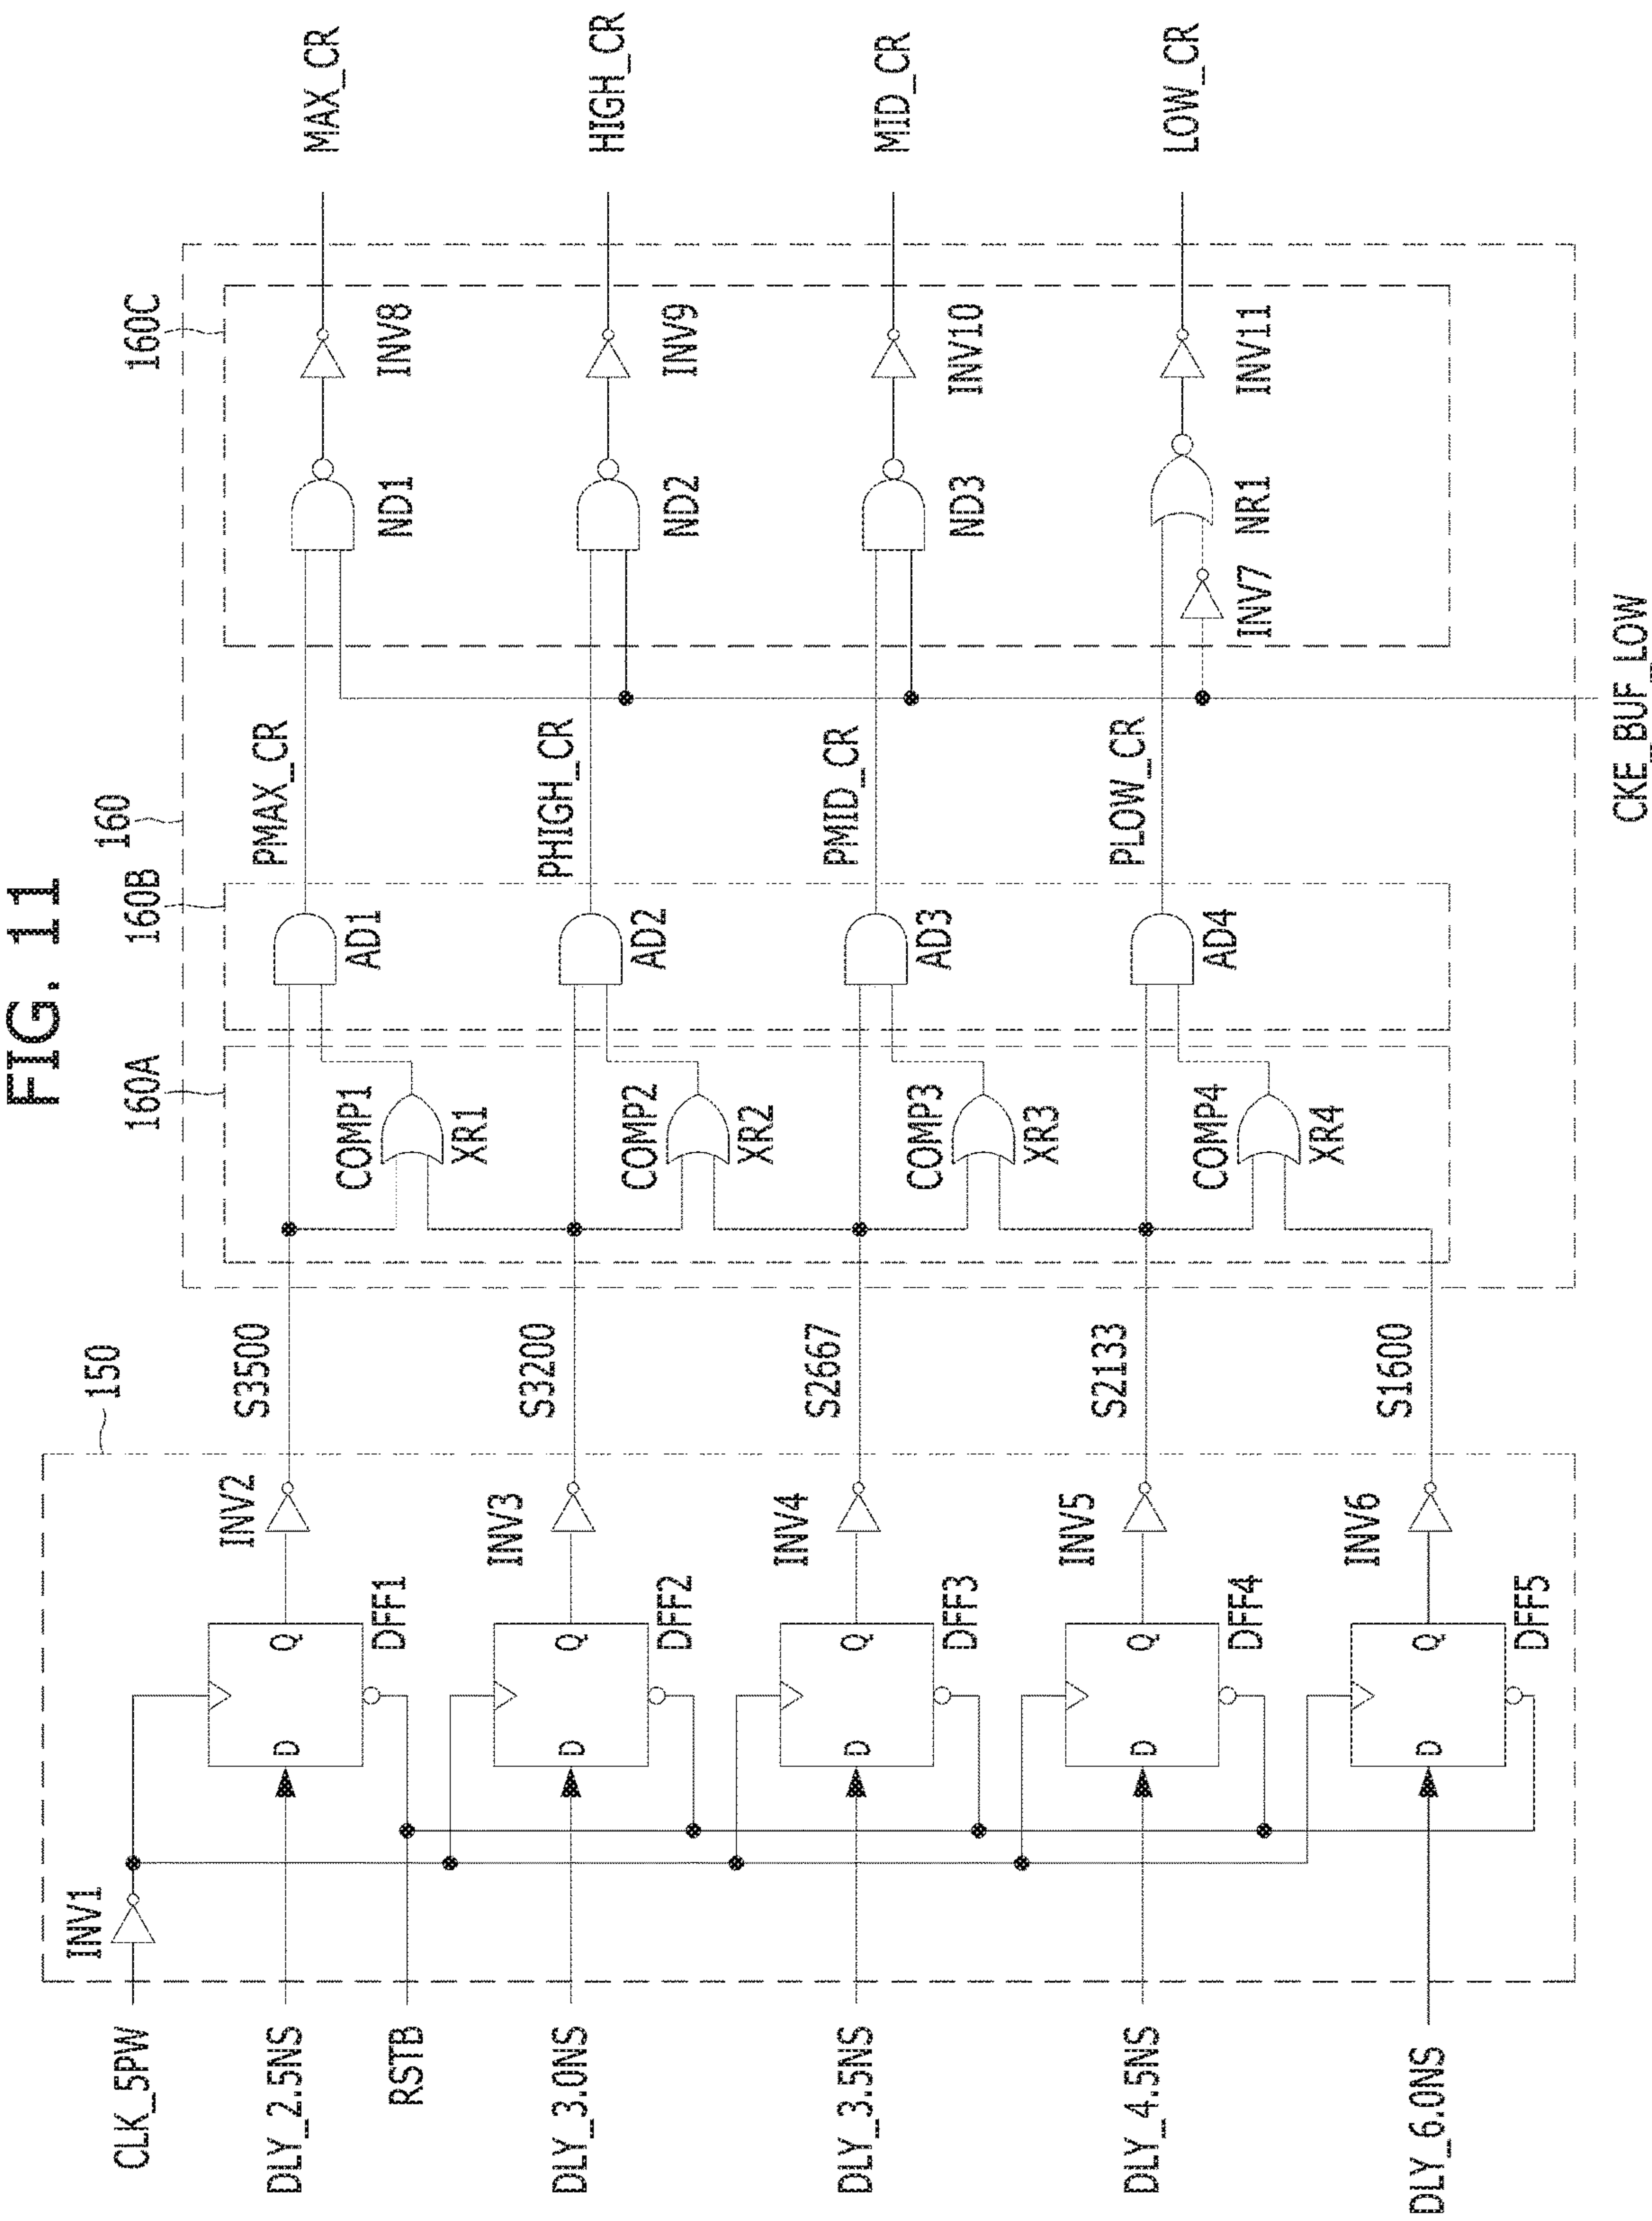 FIG. 11
150
160
160A
160B
160C
CLK_5PW
INV1
DLY_2.5NS
D
Q
DFF1
INV2
S3500
COMP1
XR1
AD1
PMAX_CR
ND1
INV8
MAX_CR
RSTB
DLY_3.0NS
D
Q
DFF2
INV3
S3200
COMP2
XR2
AD2
PHIGH_CR
ND2
INV9
HIGH_CR
DLY_3.5NS
D
Q
DFF3
INV4
S2667
COMP3
XR3
AD3
PMID_CR
ND3
INV10
MID_CR
DLY_4.5NS
D
Q
DFF4
INV5
S2133
COMP4
XR4
AD4
PLOW_CR
INV7
NR1
INV11
LOW_CR
DLY_6.0NS
D
Q
DFF5
INV6
S1600
CKE_BUF_LOW